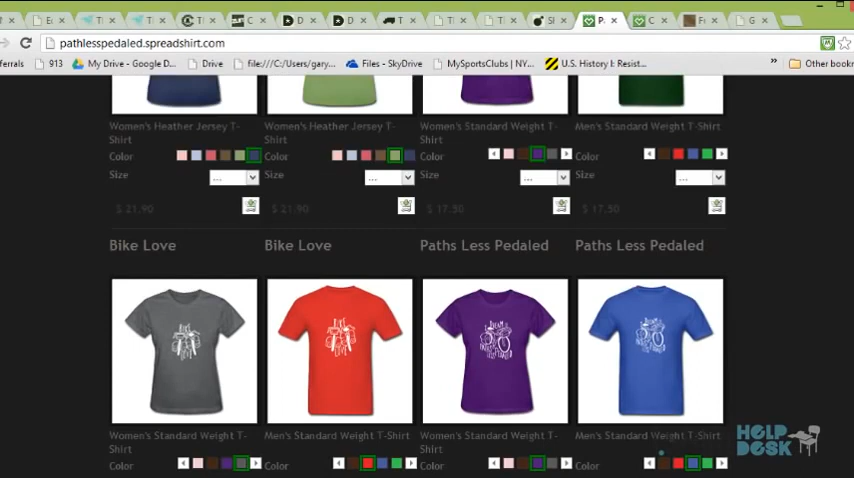 pathlesspedaled.spreadshirt.com
ferrals
913
My Drive - Google D...
Drive
file:///C:/Users/gary...
Files - SkyDrive
MySportsClubs | NY...
U.S. History I: Resist...
»
Other bookm
Women's Heather Jersey T-Shirt
Women's Heather Jersey T-Shirt
Women's Standard Weight T-Shirt
Men's Standard Weight T-Shirt
Color
Color
Color
Color
Size
...
Size
...
Size
...
Size
...
$ 21.90
$ 21.90
$ 17.50
$ 17.50
Bike Love
Bike Love
Paths Less Pedaled
Paths Less Pedaled
BIKE
LOVE
BIKE
LOVE
Women's Standard Weight T-Shirt
Men's Standard Weight T-Shirt
Women's Standard Weight T-Shirt
Men's Standard Weight T-Shirt
Color
Color
Color
Color
HELP
DESK